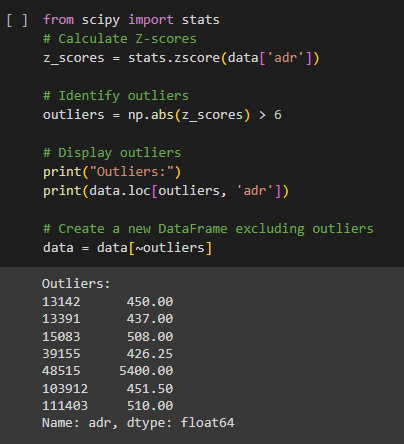 [ ] from scipy import stats
# Calculate Z-scores
z_scores = stats.zscore(data['adr'])
# Identify outliers
outliers = np.abs(z_scores) > 6
# Display outliers
print("Outliers:")
print(data.loc[outliers, 'adr'])
# Create a new DataFrame excluding outliers
data = data[~outliers]
Outliers:
13142 450.00
13391 437.00
15083 508.00
39155 426.25
48515 5400.00
103912 451.50
111403 510.00
Name: adr, dtype: float64